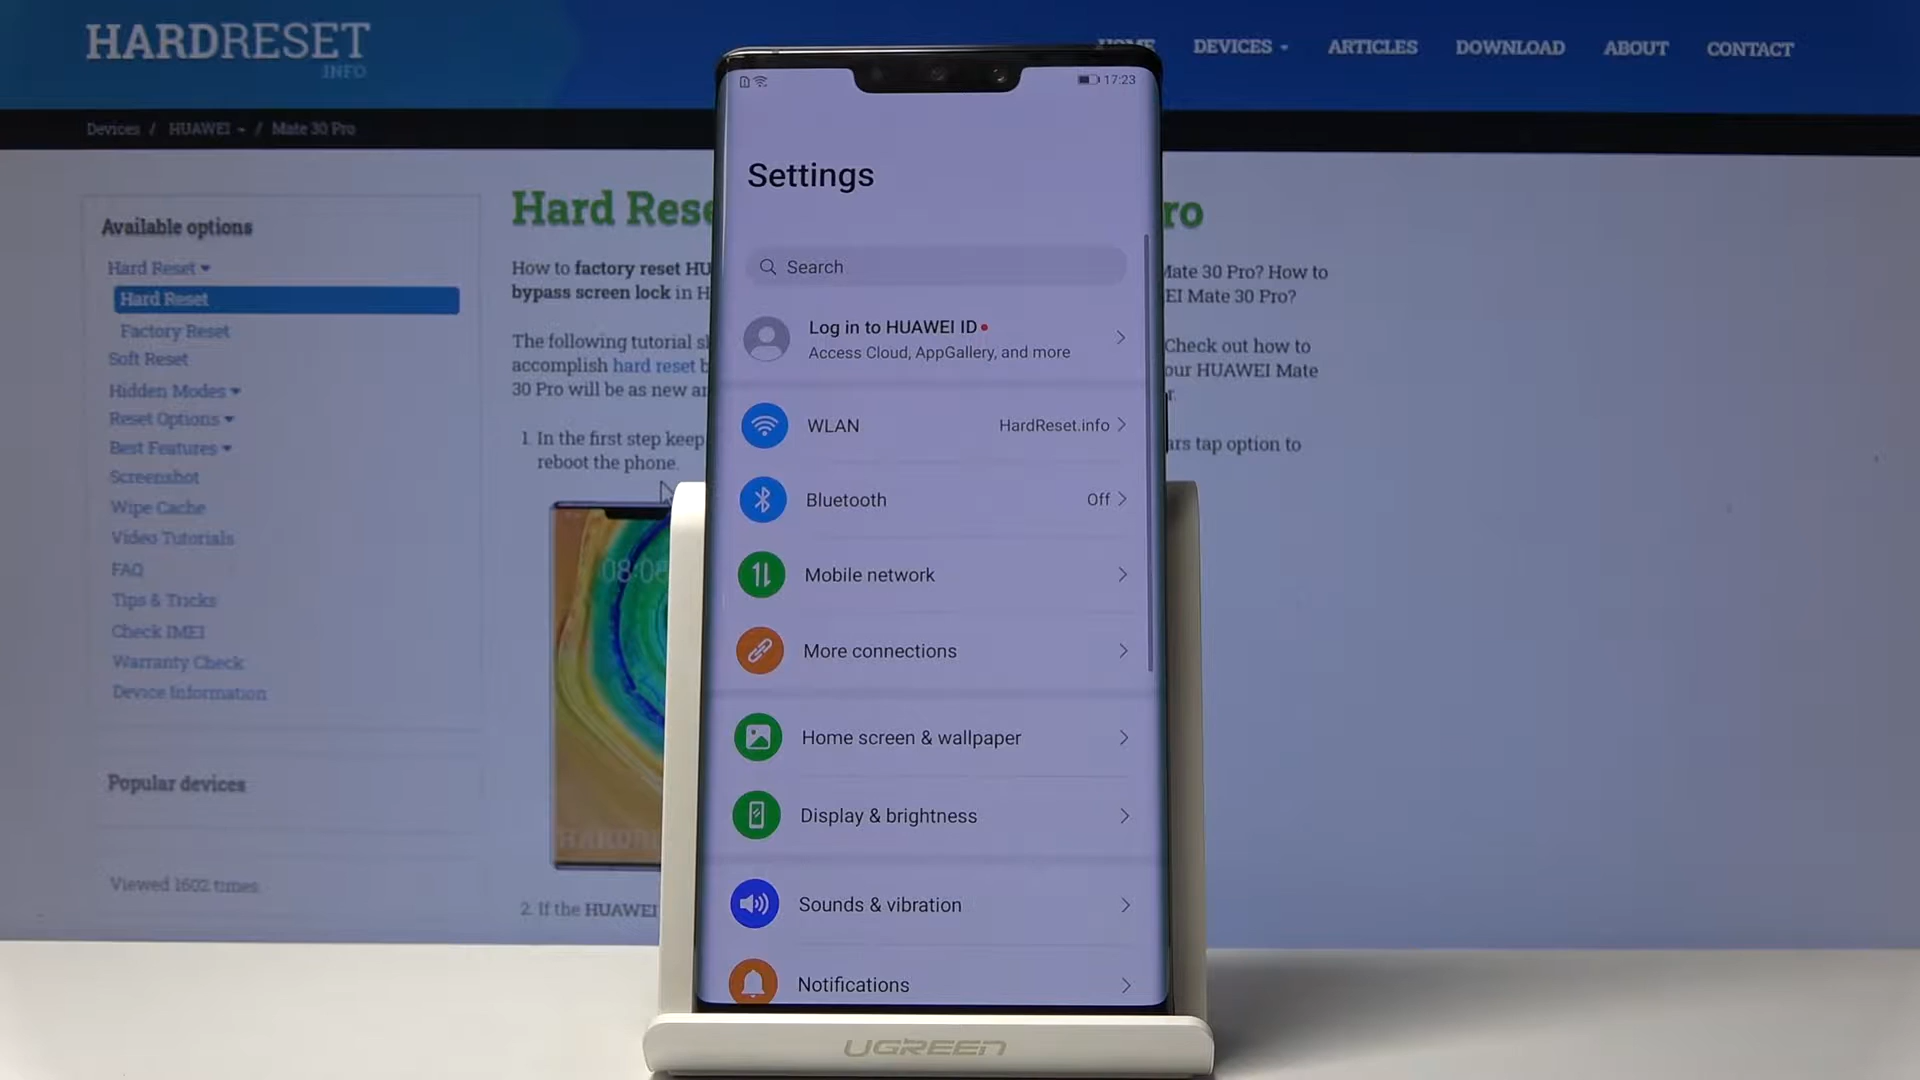 HARDRESET
INFO
HOME
DEVICES
ARTICLES
DOWNLOAD
ABOUT
CONTACT
Devices / HUAWEI / Mate 30 Pro
Available options
Hard Reset
Hard Reset
Factory Reset
Soft Reset
Hidden Modes
Reset Options
Best Features
Screenshot
Wipe Cache
Video Tutorials
FAQ
Tips & Tricks
Check IMEI
Warranty Check
Device Information
Popular devices
Viewed 1602 times
Hard Rese
ro
How to factory reset HU
Mate 30 Pro? How to
bypass screen lock in H
EI Mate 30 Pro?
The following tutorial s
Check out how to
accomplish hard reset b
our HUAWEI Mate
30 Pro will be as new an
r.
1. In the first step keep
ars tap option to
reboot the phone.
08:08
HARDRE
2. If the HUAWEI
17:23
Settings
Search
Log in to HUAWEI ID
Access Cloud, AppGallery, and more
WLAN
HardReset.info
Bluetooth
Off
Mobile network
More connections
Home screen & wallpaper
Display & brightness
Sounds & vibration
Notifications
UGREEN